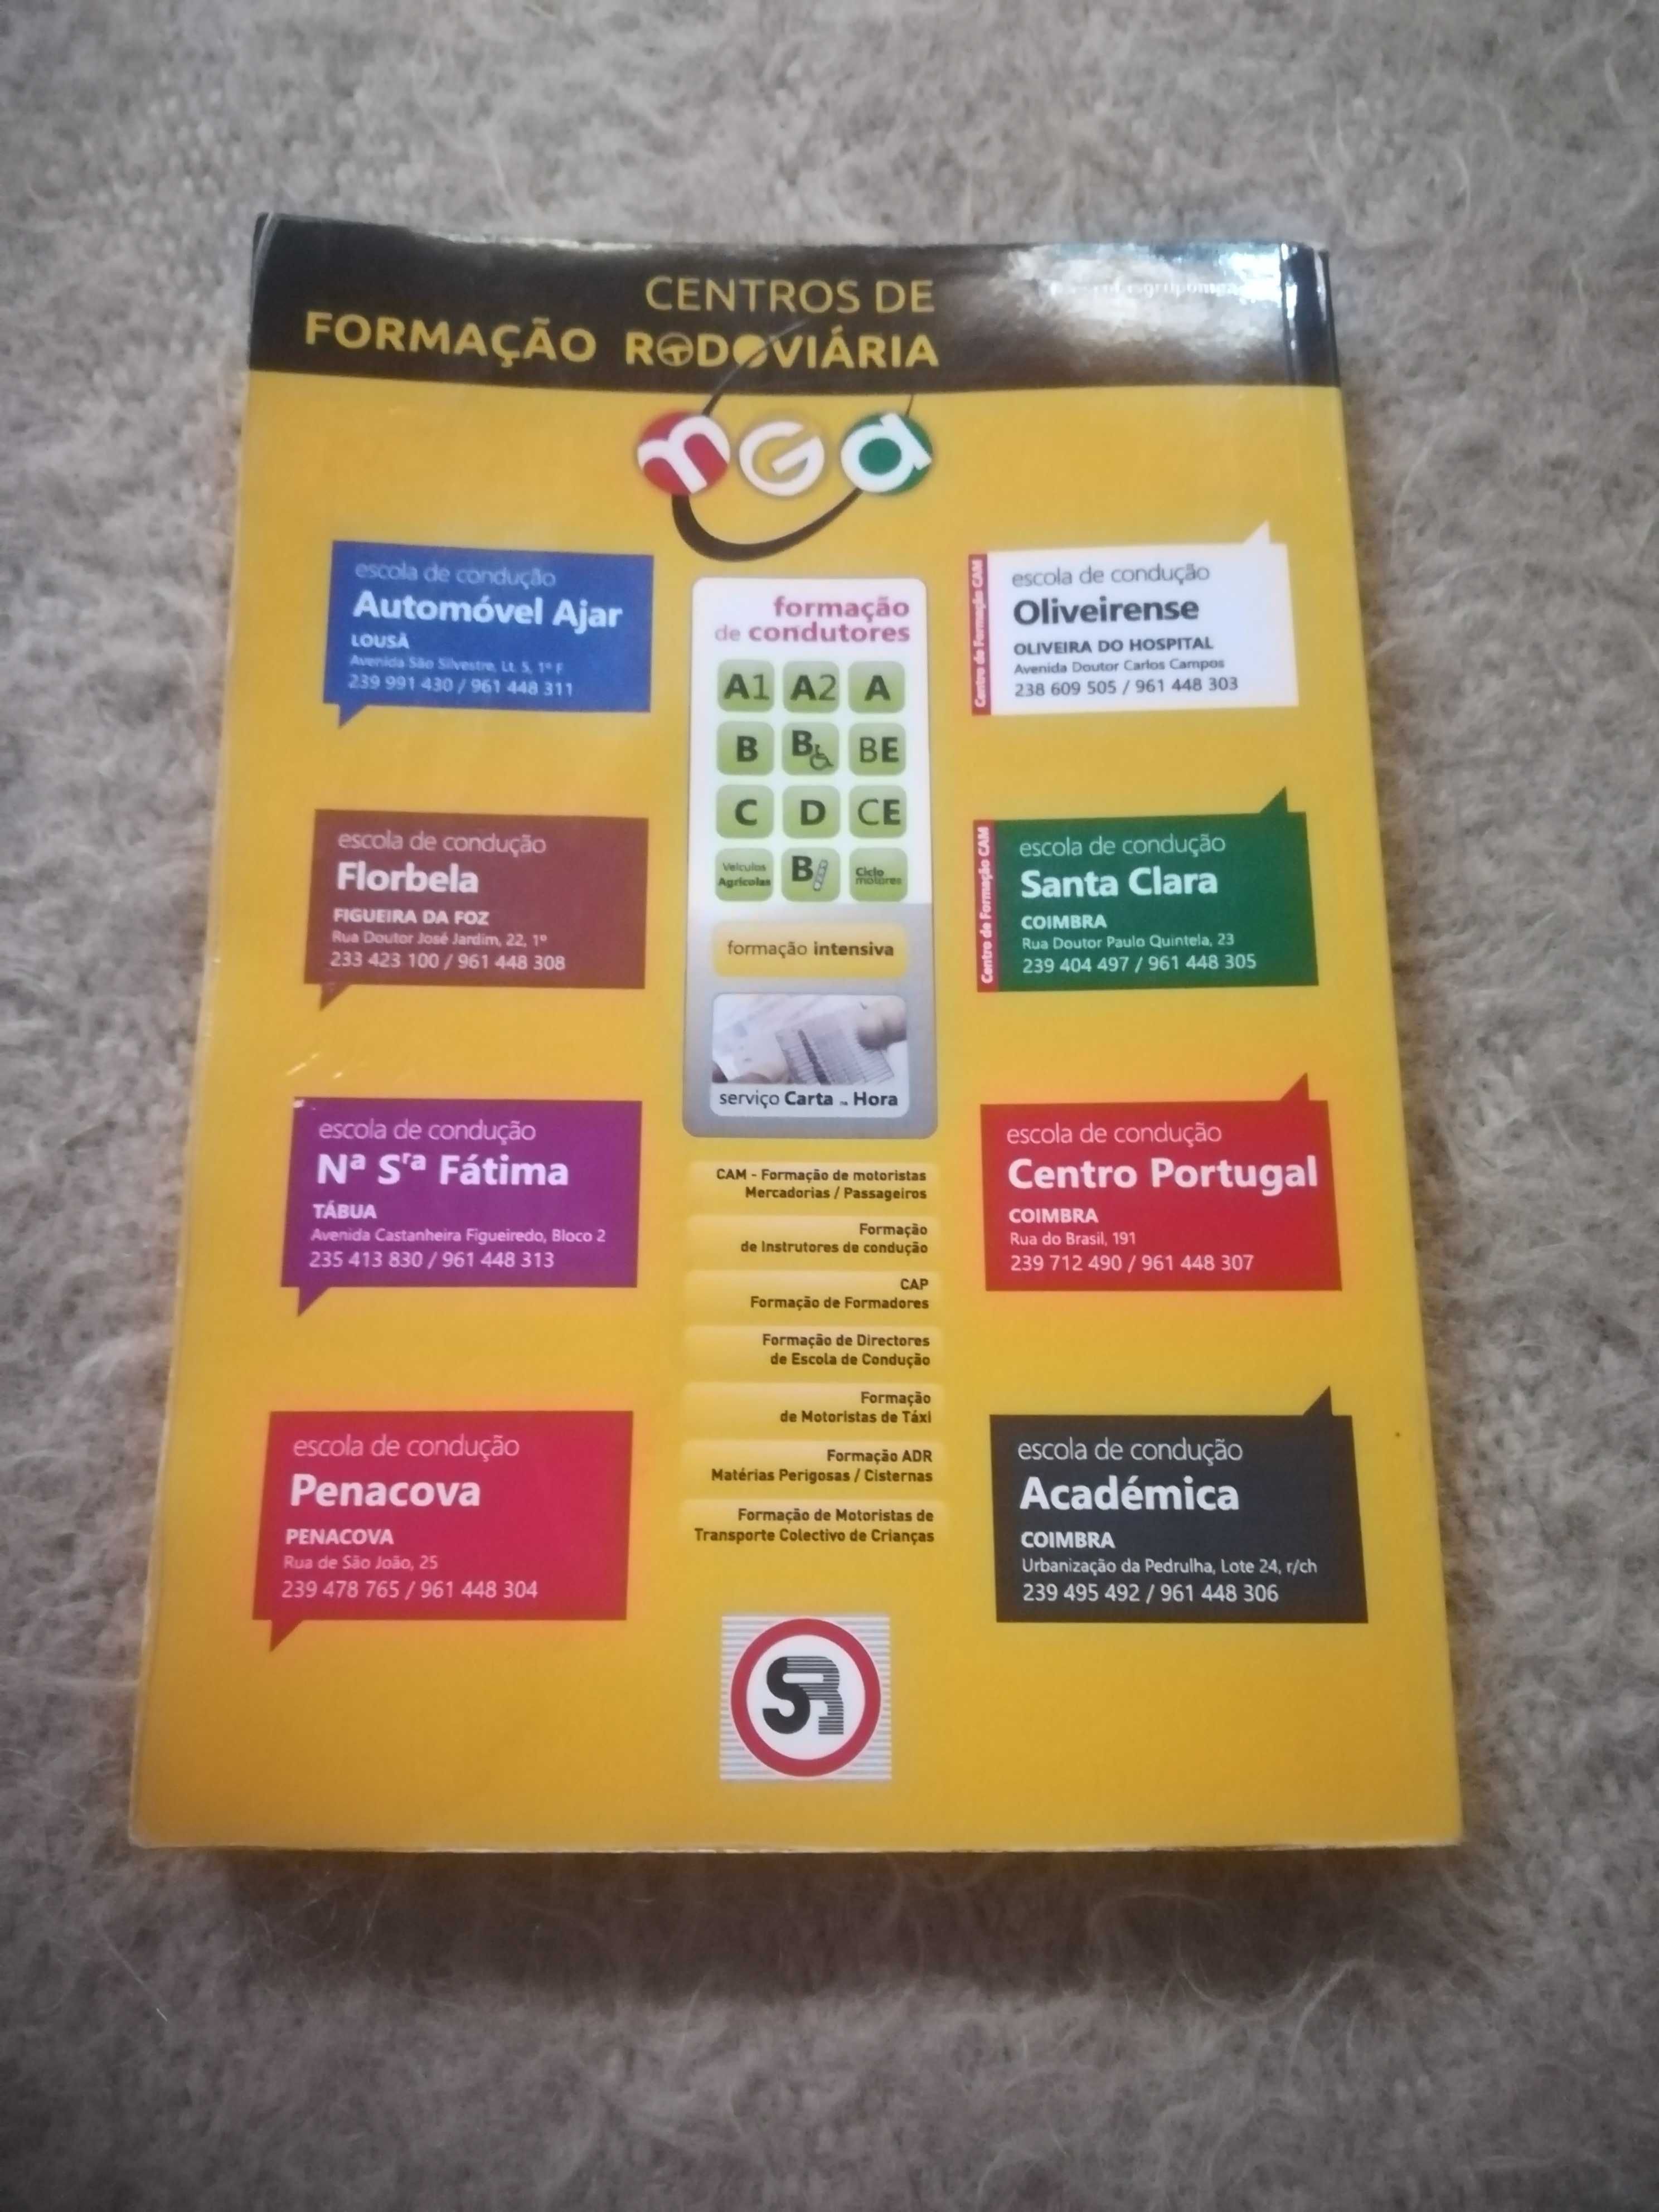 CENTROS DE
FORMAÇÃO RODOVIÁRIA
nGa
escola de condução
Automóvel Ajar
LOUSÃ
Avenida São Silvestre, Lt. 5, 1º F
239 991 430 / 961 448 311
escola de condução
Florbela
FIGUEIRA DA FOZ
Rua Doutor José Jardim, 22, 1º
233 423 100 / 961 448 308
escola de condução
Nª Sʳª Fátima
TÁBUA
Avenida Castanheira Figueiredo, Bloco 2
235 413 830 / 961 448 313
escola de condução
Penacova
PENACOVA
Rua de São João, 25
239 478 765 / 961 448 304
formação
de condutores
A1 A2 A
B B BE
C D CE
Veículos
Agrícolas
B
Ciclo
motores
formação intensiva
serviço Carta na Hora
CAM - Formação de motoristas
Mercadorias / Passageiros
Formação
de Instrutores de condução
CAP
Formação de Formadores
Formação de Directores
de Escola de Condução
Formação
de Motoristas de Táxi
Formação ADR
Matérias Perigosas / Cisternas
Formação de Motoristas de
Transporte Colectivo de Crianças
SR
Centro de Formação CAM
escola de condução
Oliveirense
OLIVEIRA DO HOSPITAL
Avenida Doutor Carlos Campos
238 609 505 / 961 448 303
Centro de Formação CAM
escola de condução
Santa Clara
COIMBRA
Rua Doutor Paulo Quintela, 23
239 404 497 / 961 448 305
escola de condução
Centro Portugal
COIMBRA
Rua do Brasil, 191
239 712 490 / 961 448 307
escola de condução
Académica
COIMBRA
Urbanização da Pedrulha, Lote 24, r/ch
239 495 492 / 961 448 306